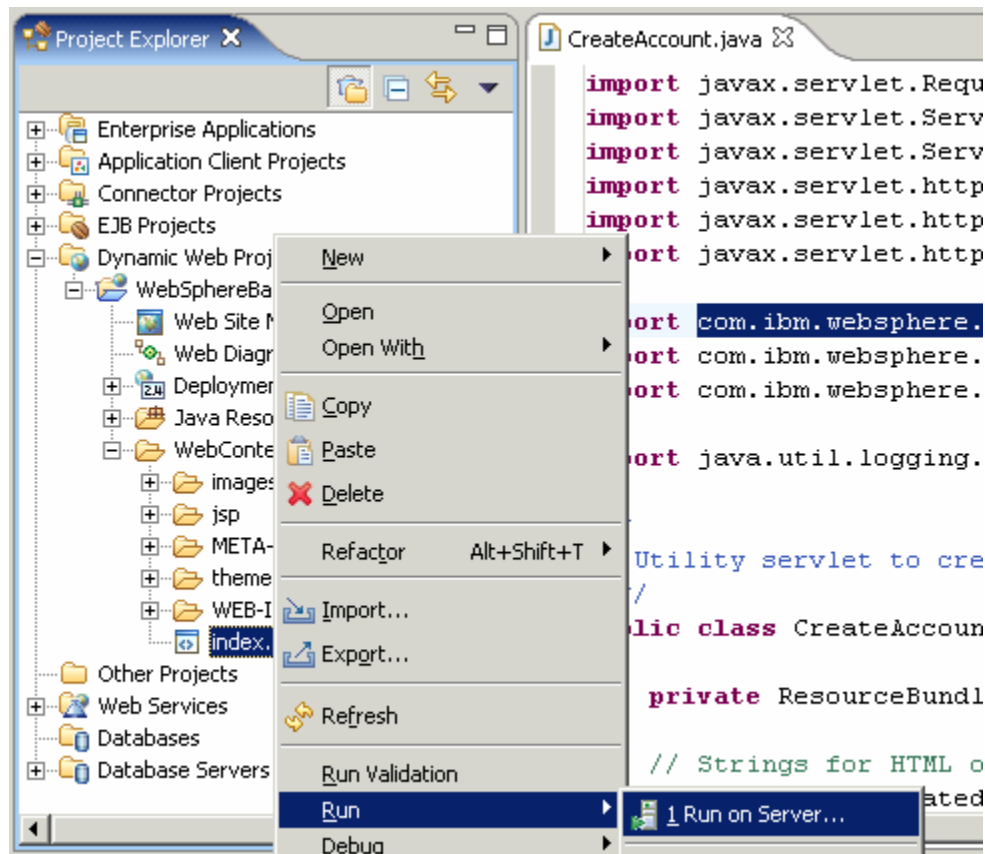 Project Explorer
Enterprise Applications
Application Client Projects
Connector Projects
EJB Projects
Dynamic Web Proj
WebSphereBa
Web Site M
Web Diagr
Deploymen
Java Reso
WebConte
images
jsp
META-
theme
WEB-I
index.
Other Projects
Web Services
Databases
Database Servers
New
Open
Open With
Copy
Paste
Delete
Refactor Alt+Shift+T
Import...
Export...
Refresh
Run Validation
Run
Debug
1 Run on Server...
CreateAccount.java
import javax.servlet.Requ
import javax.servlet.Serv
import javax.servlet.Serv
import javax.servlet.http
import javax.servlet.http
port javax.servlet.http
port com.ibm.websphere.
port com.ibm.websphere.
port com.ibm.websphere.
port java.util.logging.
Utility servlet to cre
/
lic class CreateAccoun
private ResourceBundl
// Strings for HTML o
ated